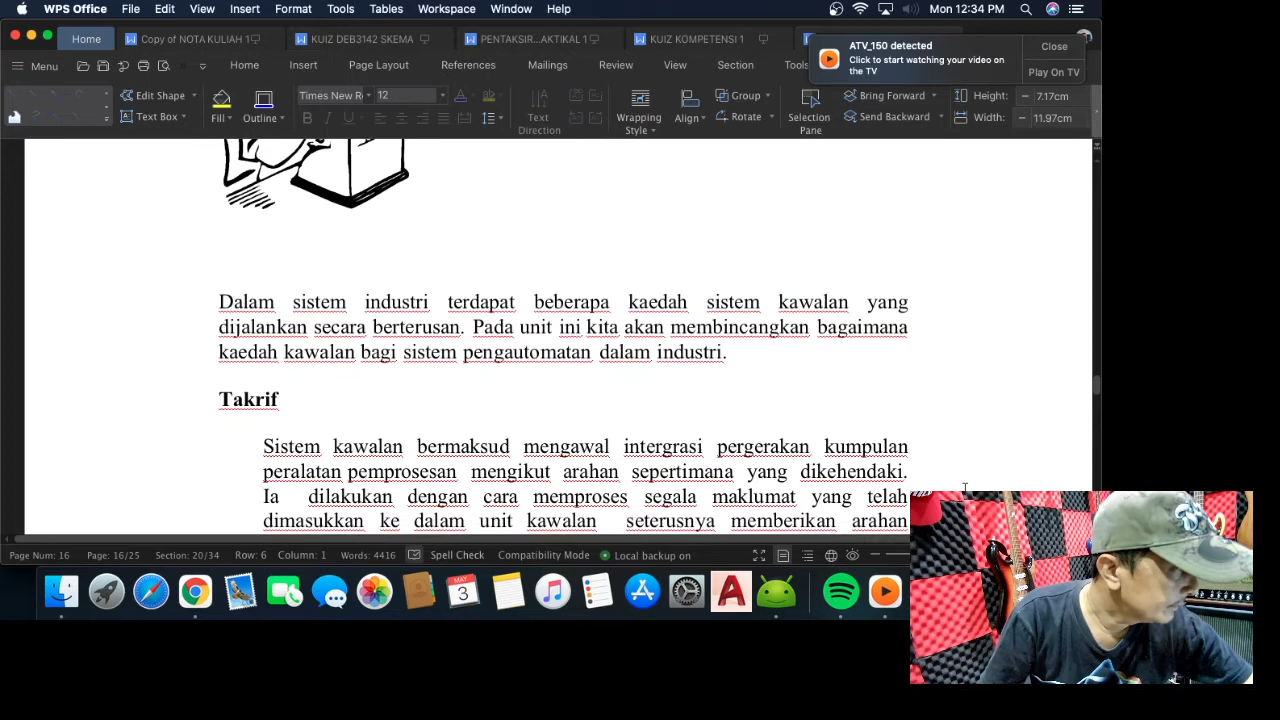 WPS Office File Edit View Insert Format Tools Tables Workspace Window Help Mon 12:34 PM
Home Copy of NOTA KULIAH 1 KUIZ DEB3142 SKEMA PENTAKSIR...AKTIKAL 1 KUIZ KOMPETENSI 1
ATV_150 detected
Click to start watching your video on
the TV
Close
Play On TV
Menu Home Insert Page Layout References Mailings Review View Section Tools
Edit Shape Times New R 12 Group Bring Forward Height: 7.17cm
Text Box Fill Outline B I U Text Direction Wrapping Style Align Rotate Selection Pane Send Backward Width: 11.97cm
Dalam sistem industri terdapat beberapa kaedah sistem kawalan yang
dijalankan secara berterusan. Pada unit ini kita akan membincangkan bagaimana
kaedah kawalan bagi sistem pengautomatan dalam industri.
Takrif
Sistem kawalan bermaksud mengawal intergrasi pergerakan kumpulan
peralatan pemprosesan mengikut arahan sepertimana yang dikehendaki.
Ia dilakukan dengan cara memproses segala maklumat yang telah
dimasukkan ke dalam unit kawalan seterusnya memberikan arahan
Page Num: 16 Page: 16/25 Section: 20/34 Row: 6 Column: 1 Words: 4416 Spell Check Compatibility Mode Local backup on
MAY
3